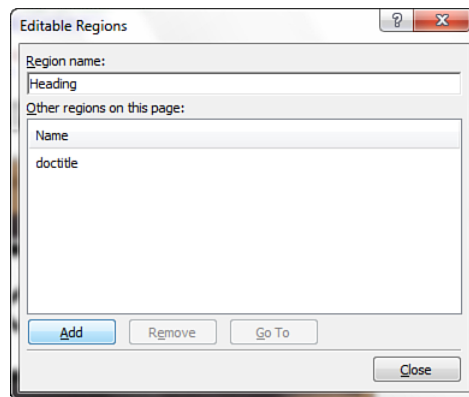 Editable Regions
?
Region name:
Heading
Other regions on this page:
Name
doctitle
Add
Remove
Go To
Close